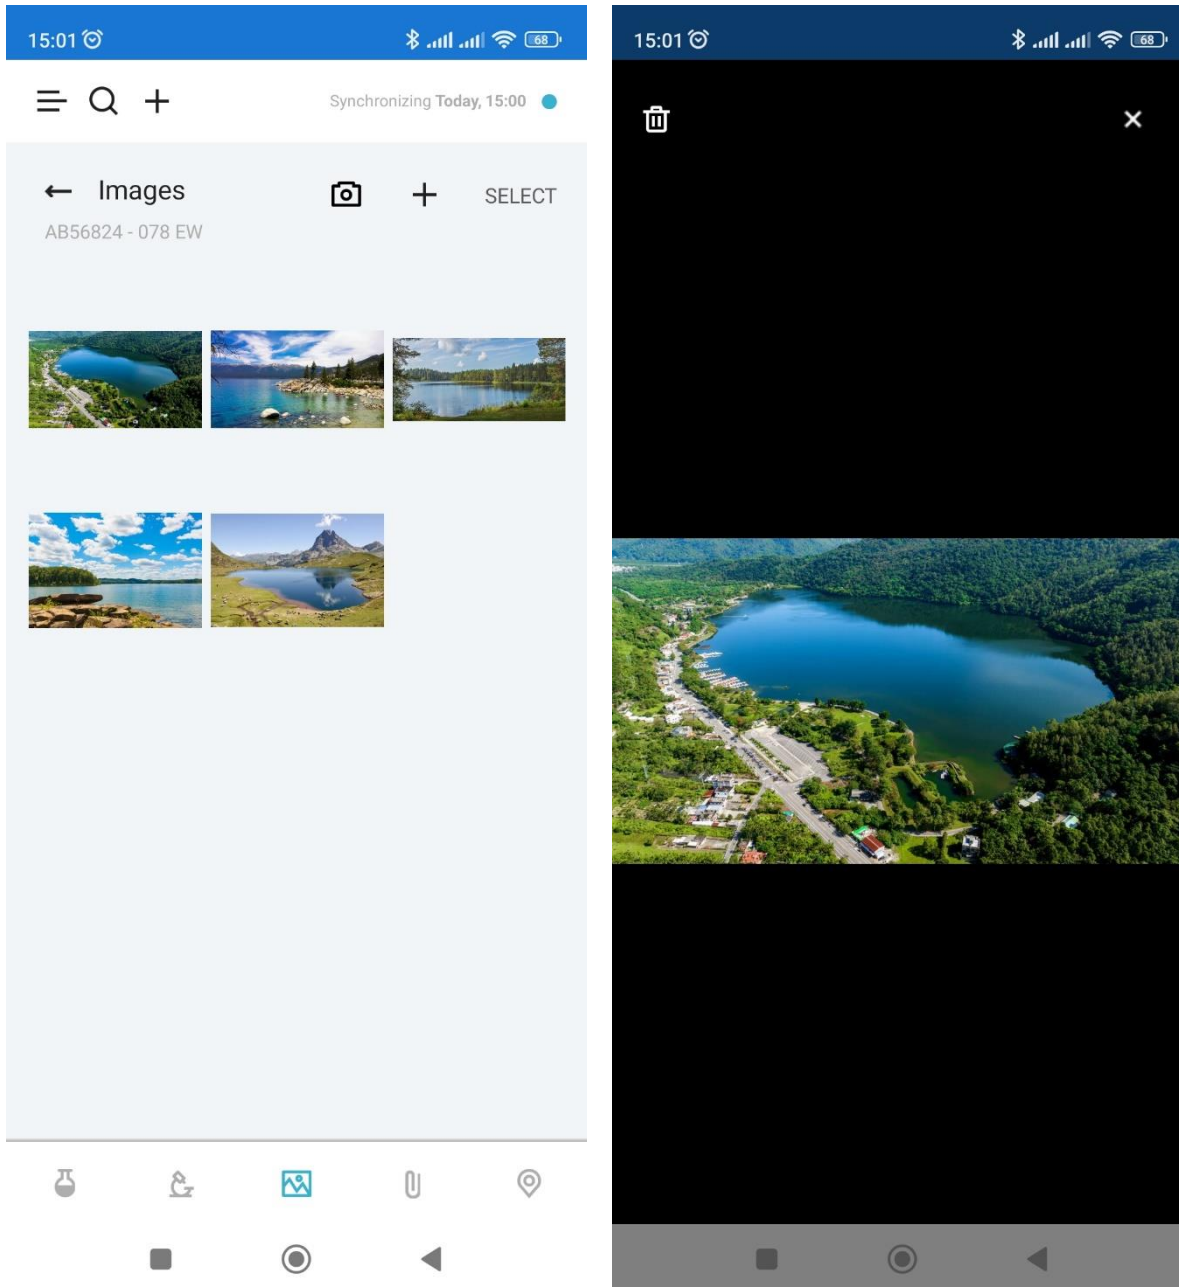 15:01
68
Synchronizing Today, 15:00
Images
SELECT
AB56824 - 078 EW
15:01
68